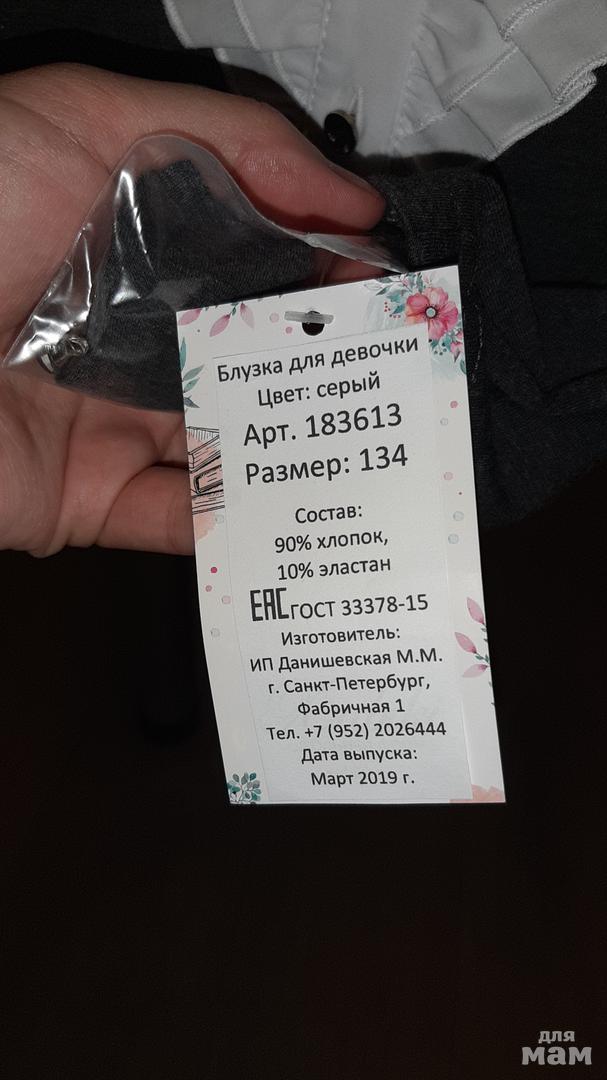 Блузка для девочки
Цвет: серый
Арт. 183613
Размер: 134
Состав:
90% хлопок,
10% эластан
EAC ГОСТ 33378-15
Изготовитель:
ИП Данишевская М.М.
г. Санкт-Петербург,
Фабричная 1
Тел. +7 (952) 2026444
Дата выпуска:
Март 2019 г.
для
мам